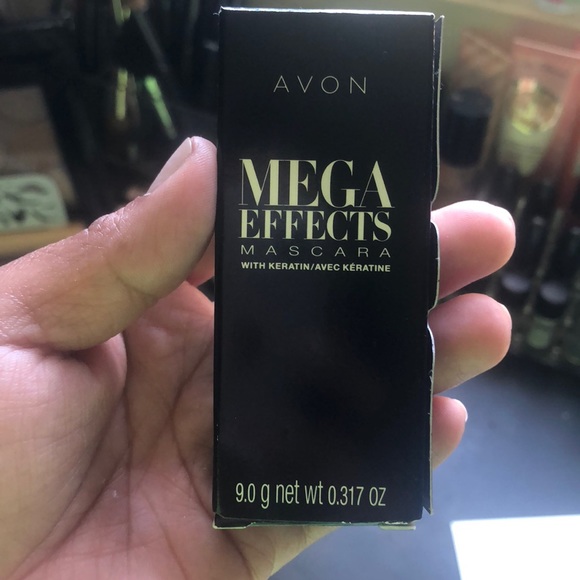 AVON
MEGA
EFFECTS
MASCARA
WITH KERATIN/AVEC KÉRATINE
9.0 g net wt 0.317 oz